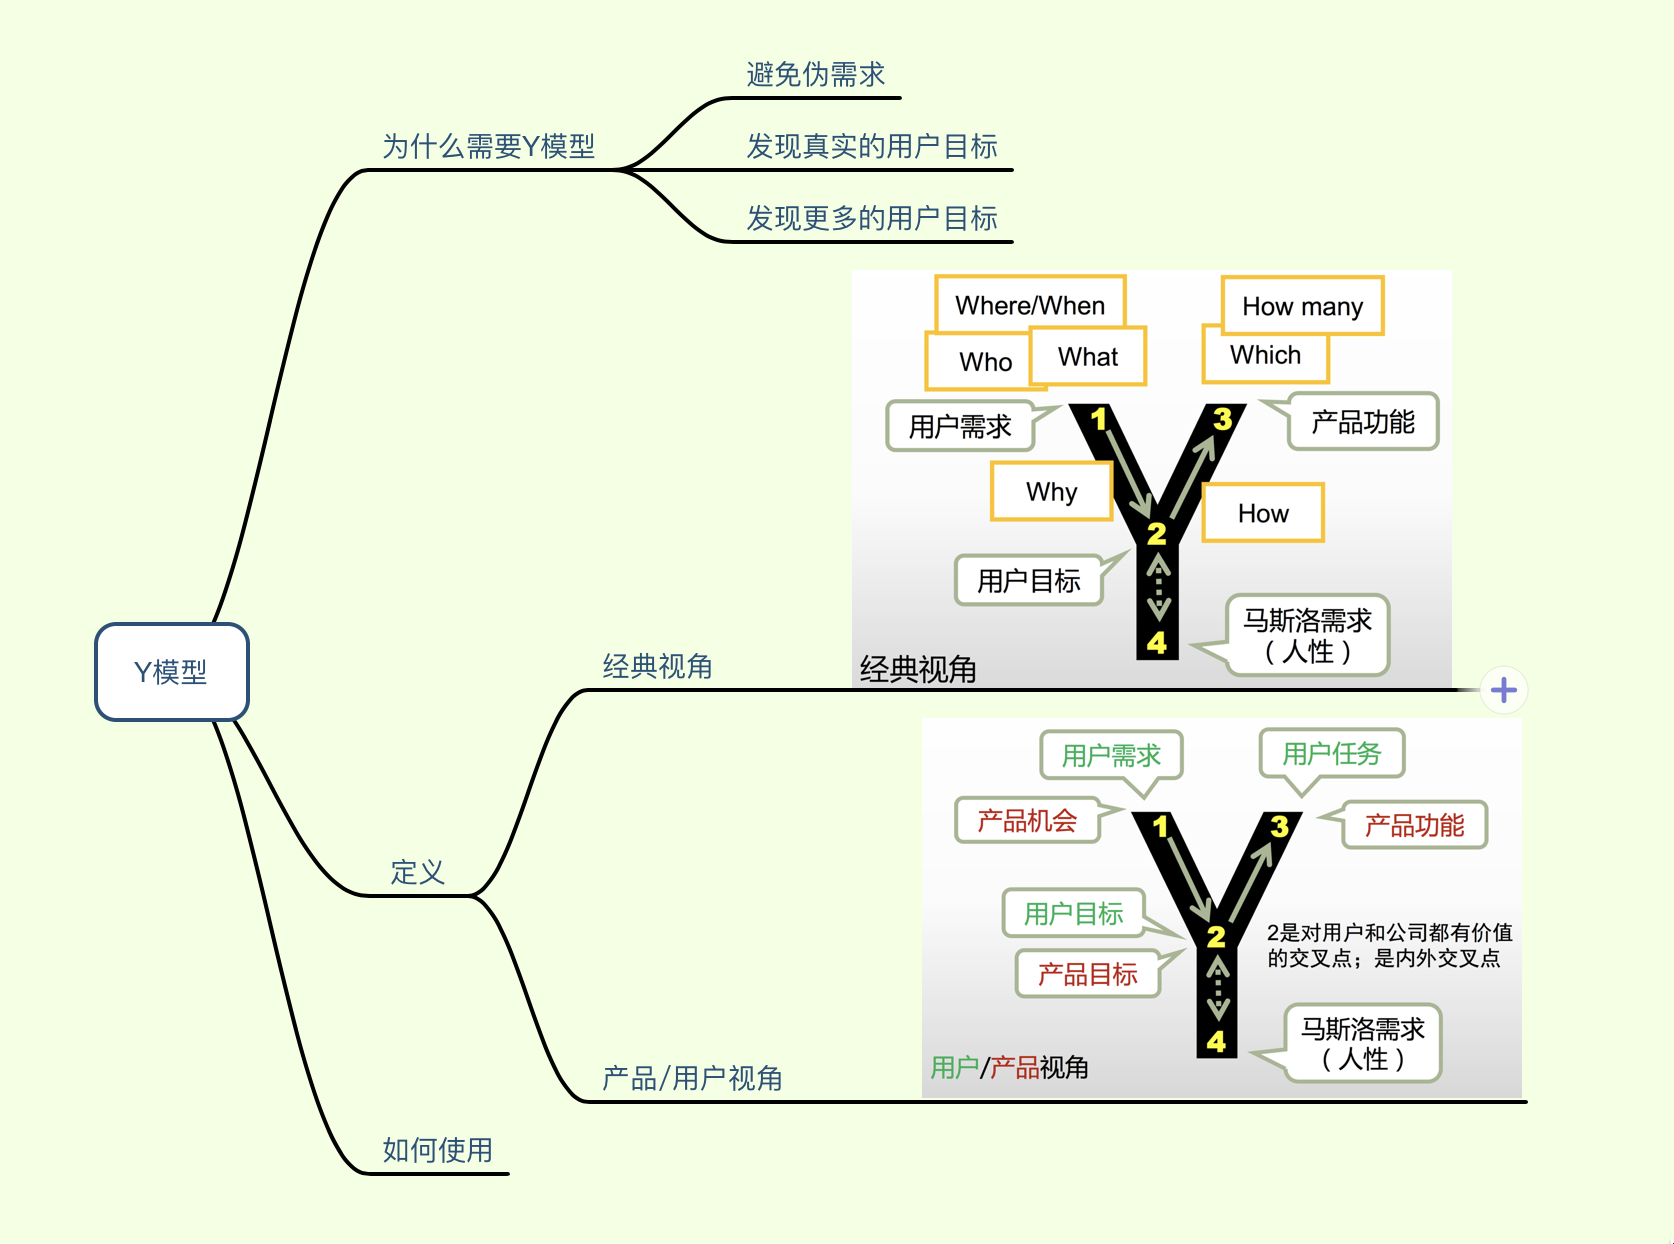 避免伪需求
为什么需要Y模型
发现真实的用户目标
发现更多的用户目标
Where/When
How many
Who
What
Which
用户需求
1
3
产品功能
Why
How
2
用户目标
马斯洛需求
（人性）
4
经典视角
经典视角
Y模型
用户需求
用户任务
产品机会
1
3
产品功能
定义
用户目标
2
2是对用户和公司都有价值
的交叉点；是内外交叉点
产品目标
马斯洛需求
（人性）
4
用户/产品视角
产品/用户视角
如何使用